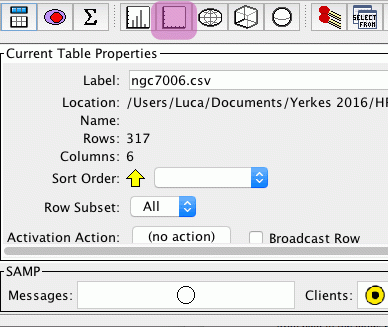 Σ
SELECT
FROM
Current Table Properties
Label: ngc7006.csv
Location: /Users/Luca/Documents/Yerkes 2016/HR
Name:
Rows: 317
Columns: 6
Sort Order:
Row Subset: All
Activation Action: (no action) Broadcast Row
SAMP
Messages: Clients: